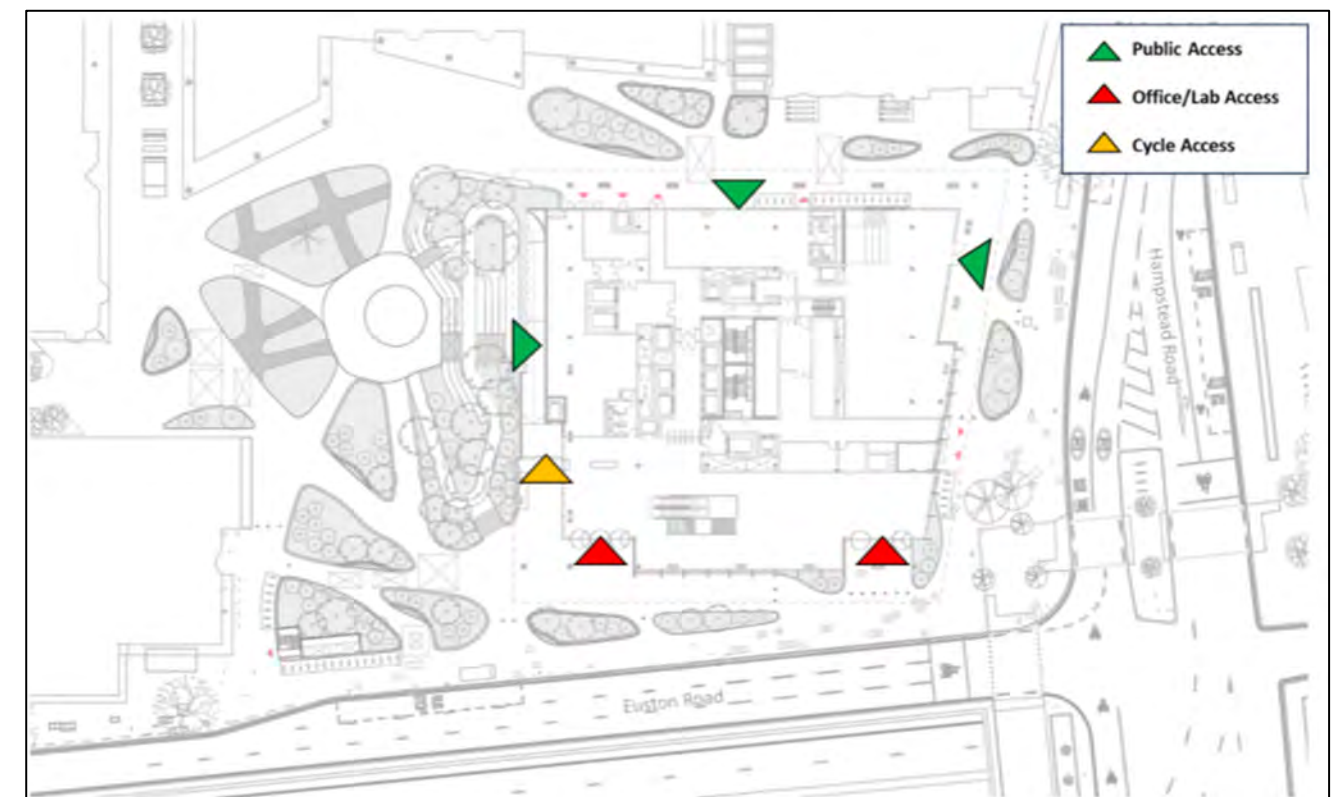 Public Access
Office/Lab Access
Cycle Access
Hampstead Road
Euston Road